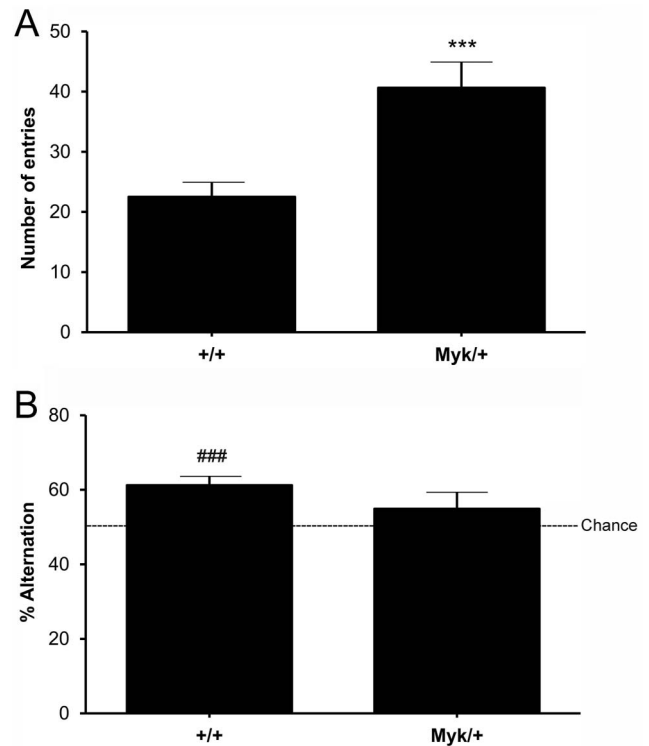 A
50
***
40
Number of entries
30
20
10
0
+/+ Myk/+
B
80
###
60
Chance
% Alternation
40
20
0
+/+ Myk/+